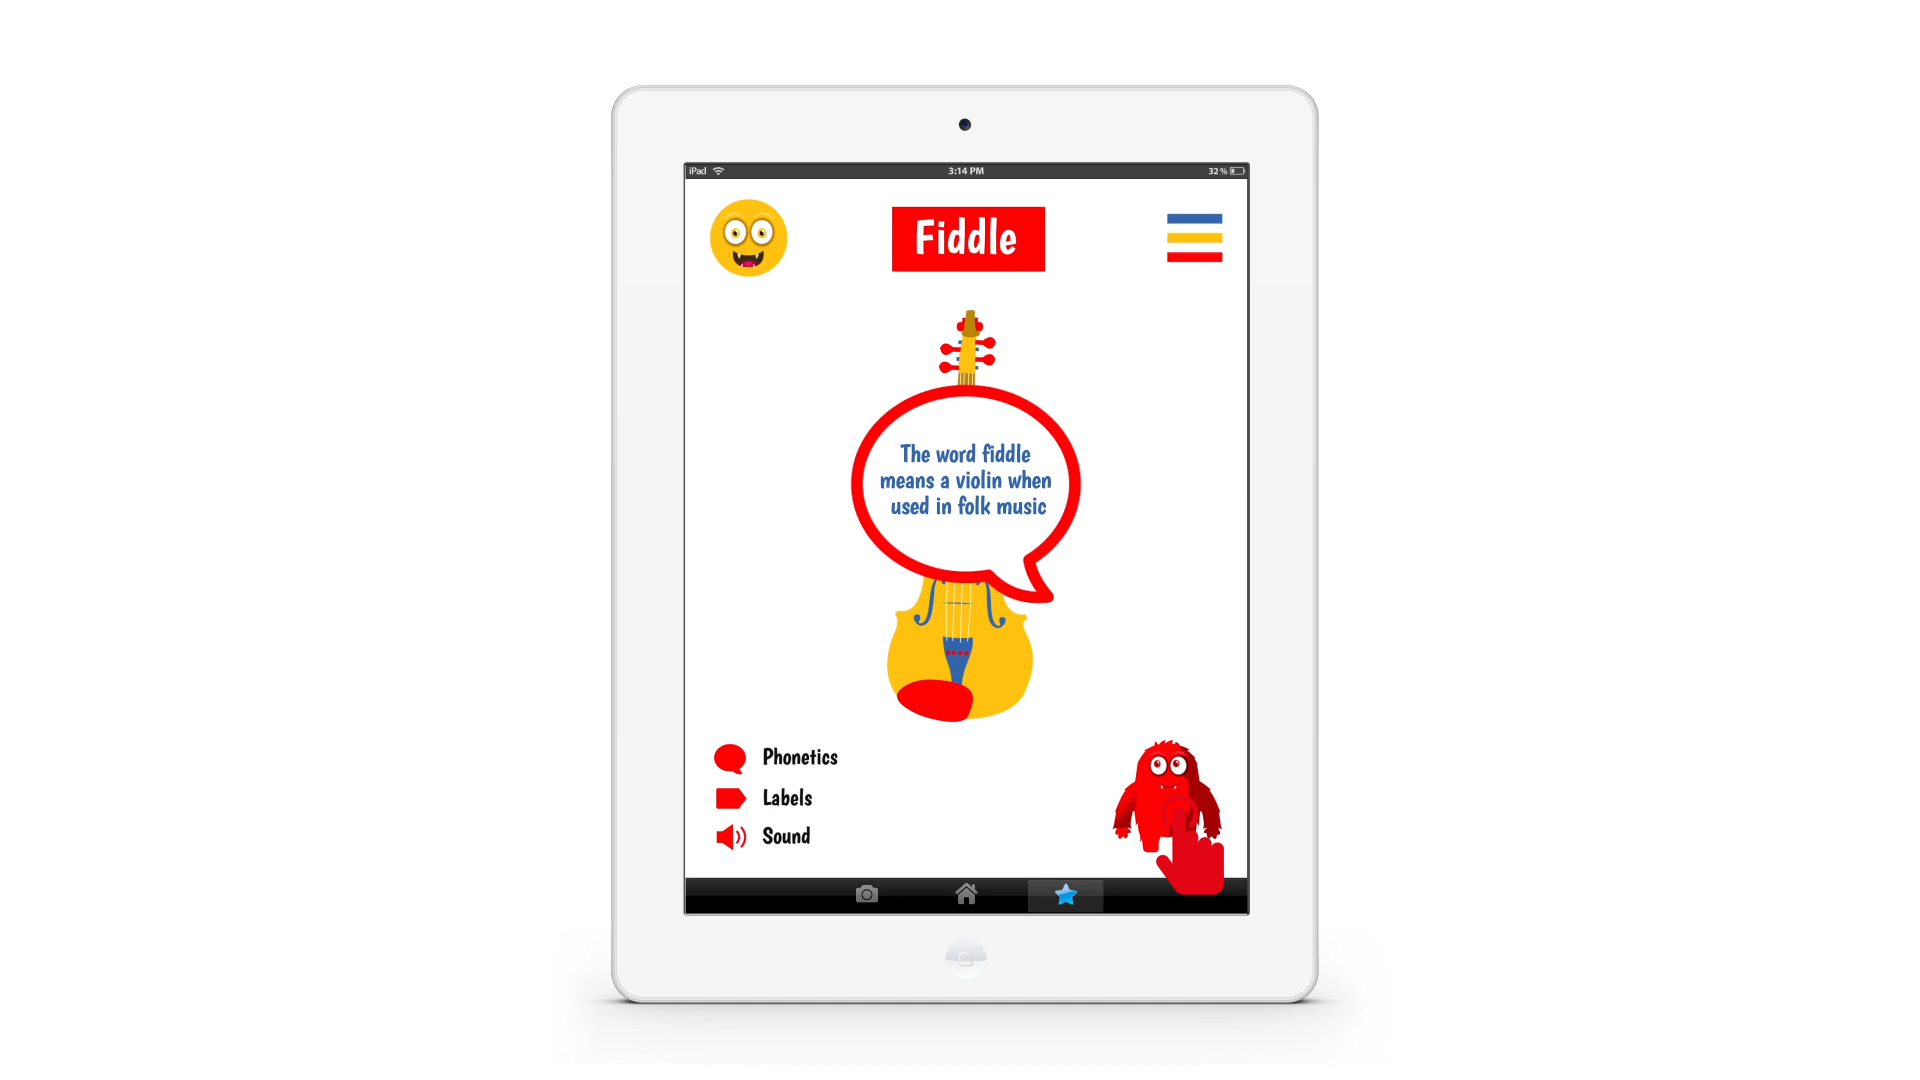 iPad
3:14 PM
32%
Fiddle
The word fiddle
means a violin when
used in folk music
Phonetics
Labels
Sound